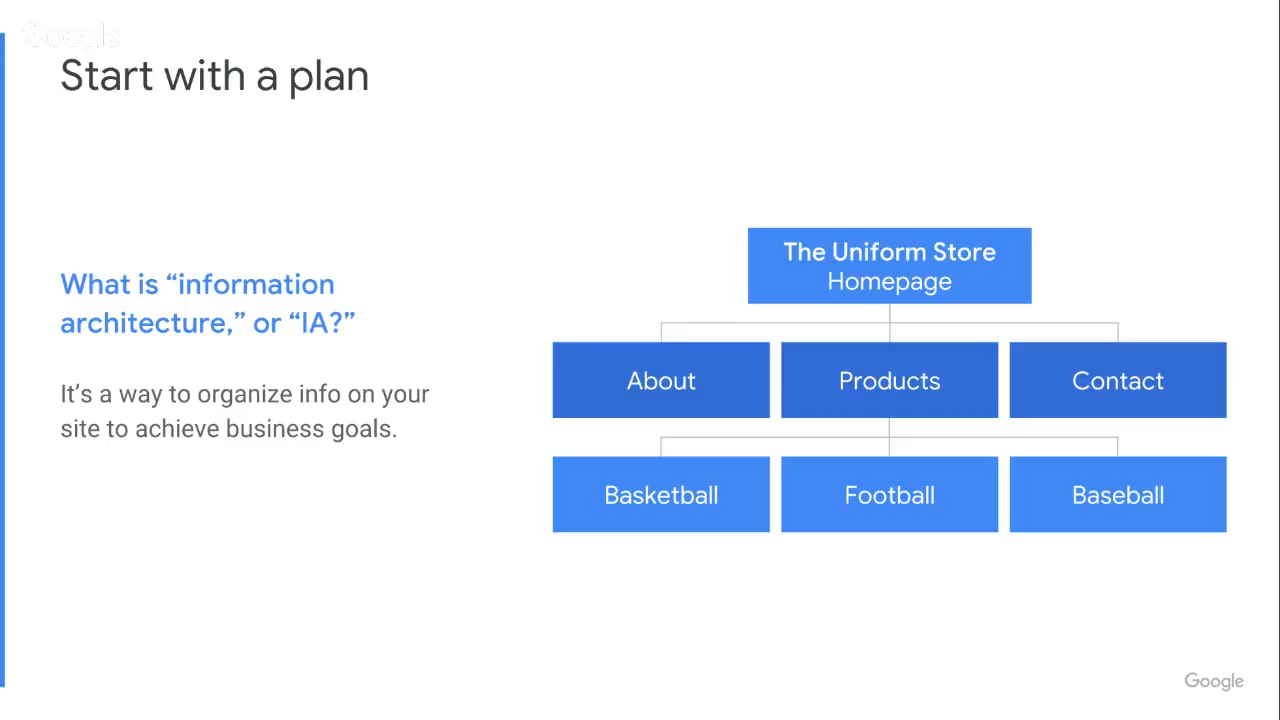 Google
Start with a plan
What is “information
architecture,” or “IA?”
It’s a way to organize info on your
site to achieve business goals.
The Uniform Store
Homepage
About
Products
Contact
Basketball
Football
Baseball
Google